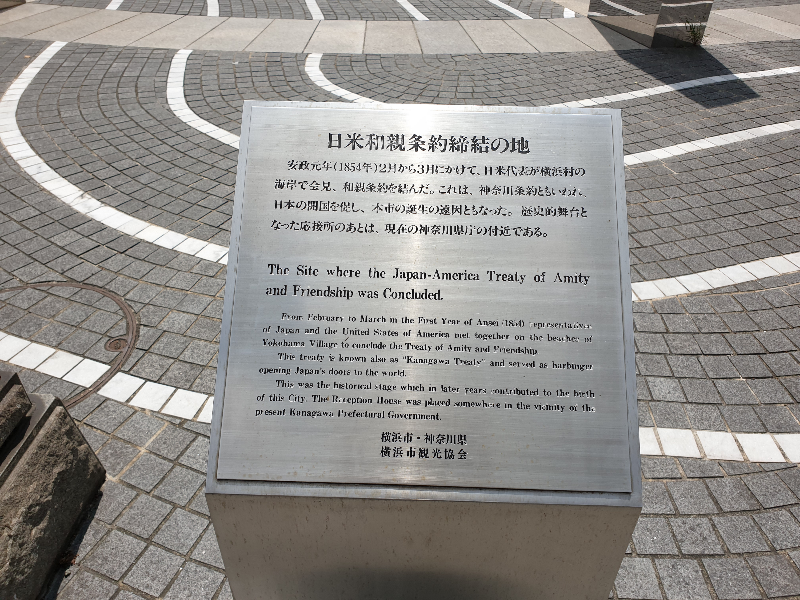 日米和親条約締結の地
安政元年(1854年)2月から3月にかけて、日米代表が横浜村の
海岸で会見、和親条約を結んだ。これは、神奈川条約ともいわれ、
日本の開国を促し、本市の誕生の遠因ともなった。歴史的舞台と
なった応接所のあとは、現在の神奈川県庁の付近である。
The Site where the Japan-America Treaty of Amity
and Friendship was Concluded.
From February to March in the First Year of Ansei (1854) representatives
of Japan and the United States of America met together on the beaches of
Yokohama Village to conclude the Treaty of Amity and Friendship
The treaty is known also as "Kanagawa Treaty" and served as harbinger
opening Japan's doors to the world.
This was the historical stage which in later years contributed to the birth
of this City. The Reception House was placed somewhere in the vicinity of the
present Kanagawa Prefectural Government.
横浜市・神奈川県
横浜市観光協会